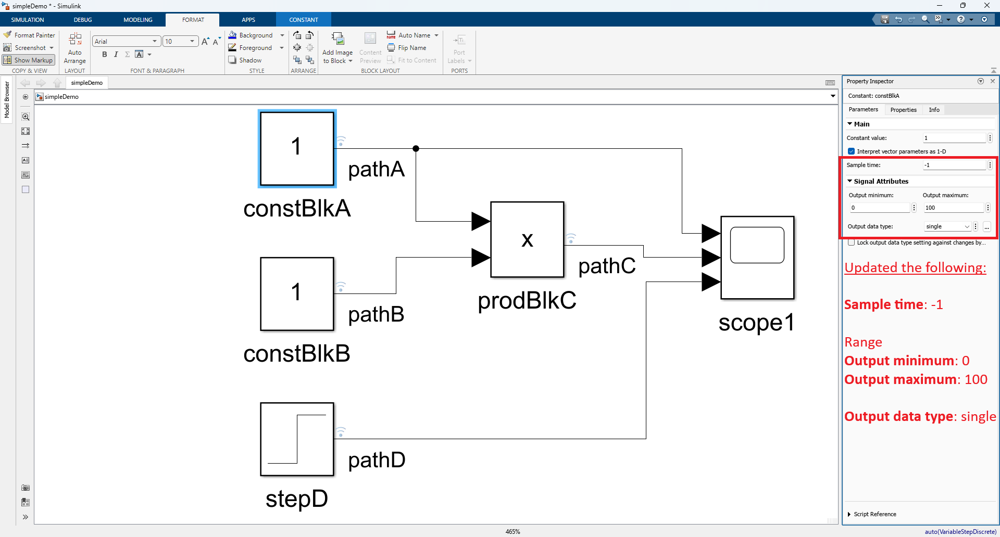 simpleDemo * - Simulink
SIMULATION DEBUG MODELING FORMAT APPS CONSTANT
Format Painter
Screenshot
Show Markup
COPY & VIEW
Auto
Arrange
LAYOUT
Arial 10
A A
B I Σ A
FONT & PARAGRAPH
Background
Foreground
Shadow
STYLE
ARRANGE
Add Image
to Block
Content
Preview
name Auto Name
Flip Name
Fit to Content
BLOCK LAYOUT
Port
Labels
PORTS
Model Browser
simpleDemo
simpleDemo
1
pathA
constBlkA
1
pathB
constBlkB
x
pathC
prodBlkC
scope1
pathD
stepD
Property Inspector
Constant: constBlkA
Parameters Properties Info
Main
Constant value: 1
Interpret vector parameters as 1-D
Sample time: -1
Signal Attributes
Output minimum: Output maximum:
0 100
Output data type: single ...
Lock output data type setting against changes by...
Updated the following:
Sample time: -1
Range
Output minimum: 0
Output maximum: 100
Output data type: single
Script Reference
465%
auto(VariableStepDiscrete)